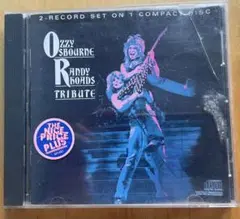 2-RECORD SET ON 1 COMPACT DISC
OZZY
OSBOURNE
RANDY
RHOADS
TRIBUTE
THE
NICE
PRICE
PLUS